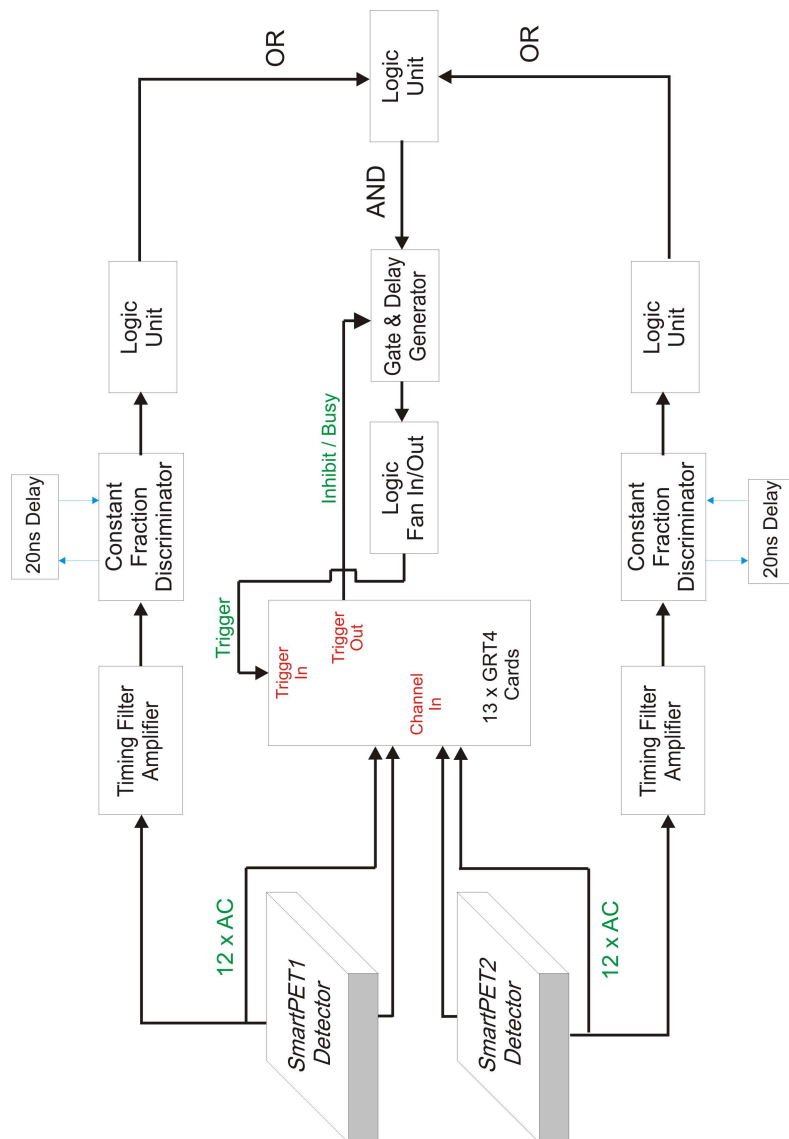 SmartPET1
Detector
12 x AC
Timing Filter
Amplifier
20ns Delay
Constant
Fraction
Discriminator
Logic
Unit
OR
Trigger
Trigger
In
Trigger
Out
Channel
In
13 x GRT4
Cards
Inhibit / Busy
Logic
Fan In/Out
Gate & Delay
Generator
AND
Logic
Unit
SmartPET2
Detector
12 x AC
Timing Filter
Amplifier
Constant
Fraction
Discriminator
20ns Delay
Logic
Unit
OR